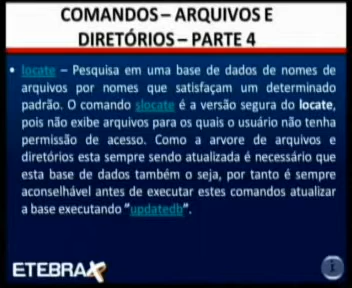 COMANDOS – ARQUIVOS E
DIRETÓRIOS – PARTE 4
• locate – Pesquisa em uma base de dados de nomes de
arquivos por nomes que satisfaçam um determinado
padrão. O comando slocate é a versão segura do locate,
pois não exibe arquivos para os quais o usuário não tenha
permissão de acesso. Como a arvore de arquivos e
diretórios esta sempre sendo atualizada é necessário que
esta base de dados também o seja, por tanto é sempre
aconselhável antes de executar estes comandos atualizar
a base executando "updatedb".
ETEBRAX